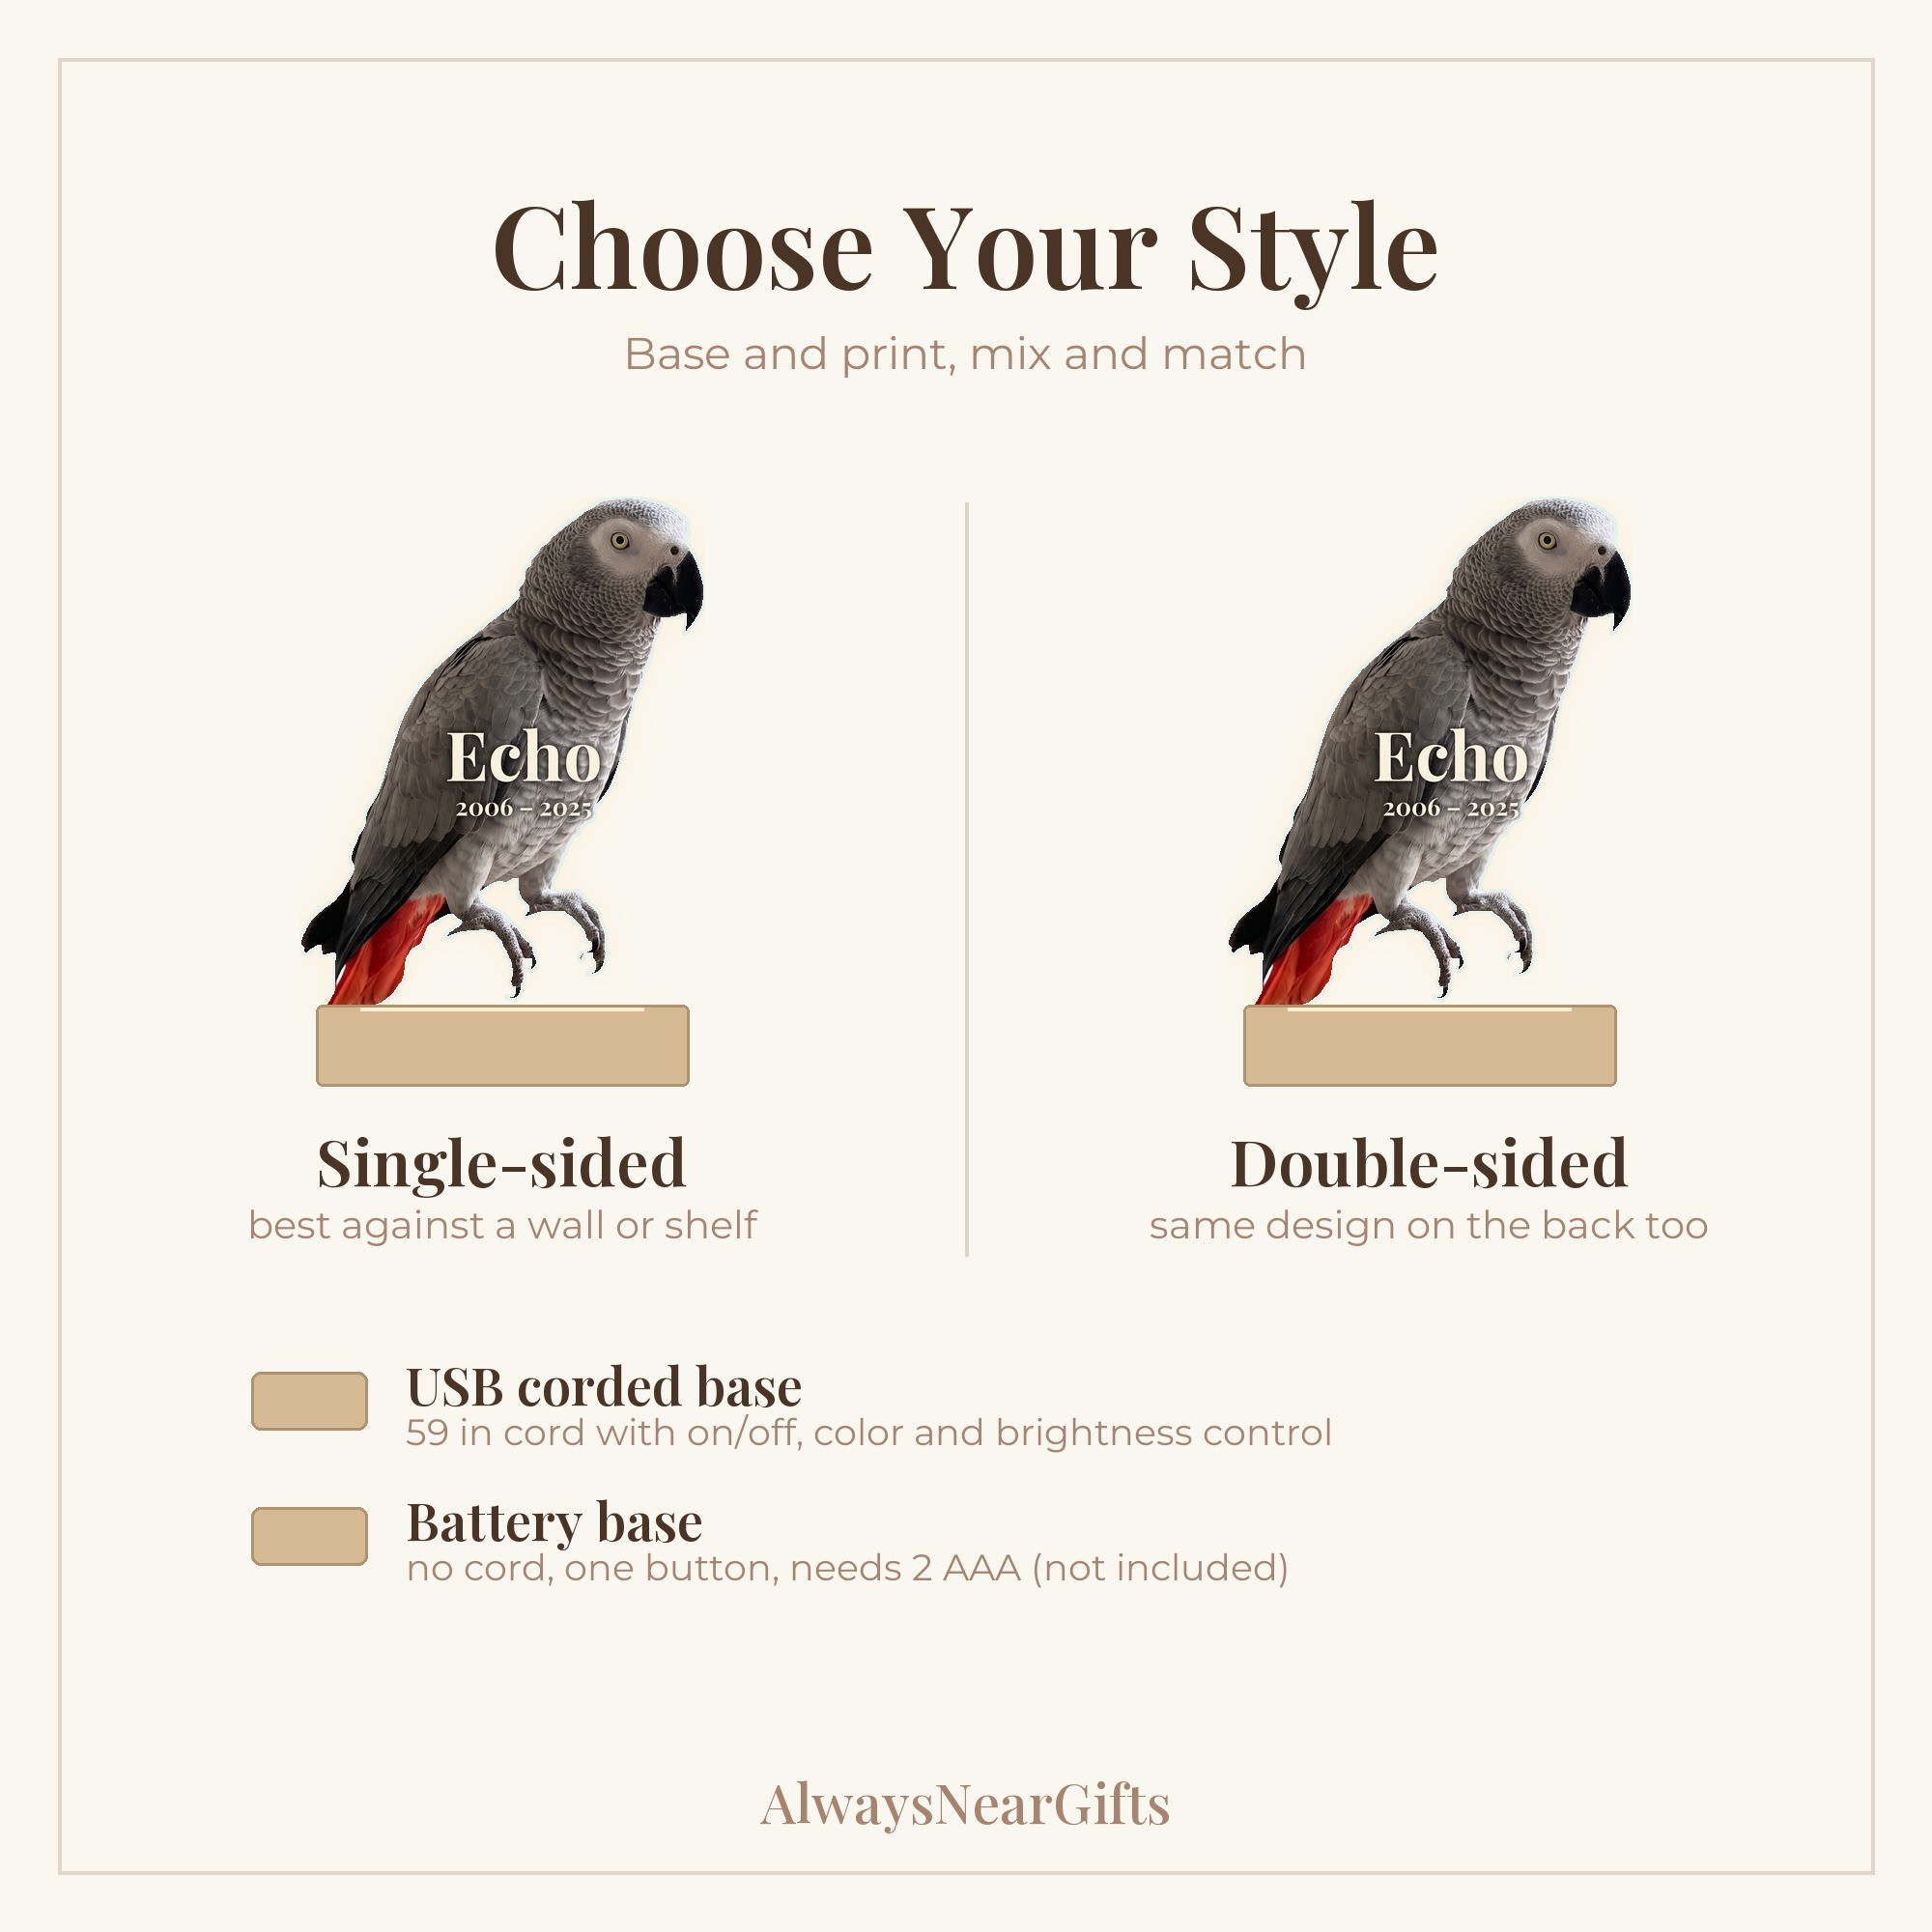 Choose Your Style
Base and print, mix and match
Echo
2006 – 2025
Echo
2006 – 2025
Single-sided
best against a wall or shelf
Double-sided
same design on the back too
USB corded base
59 in cord with on/off, color and brightness control
Battery base
no cord, one button, needs 2 AAA (not included)
AlwaysNearGifts